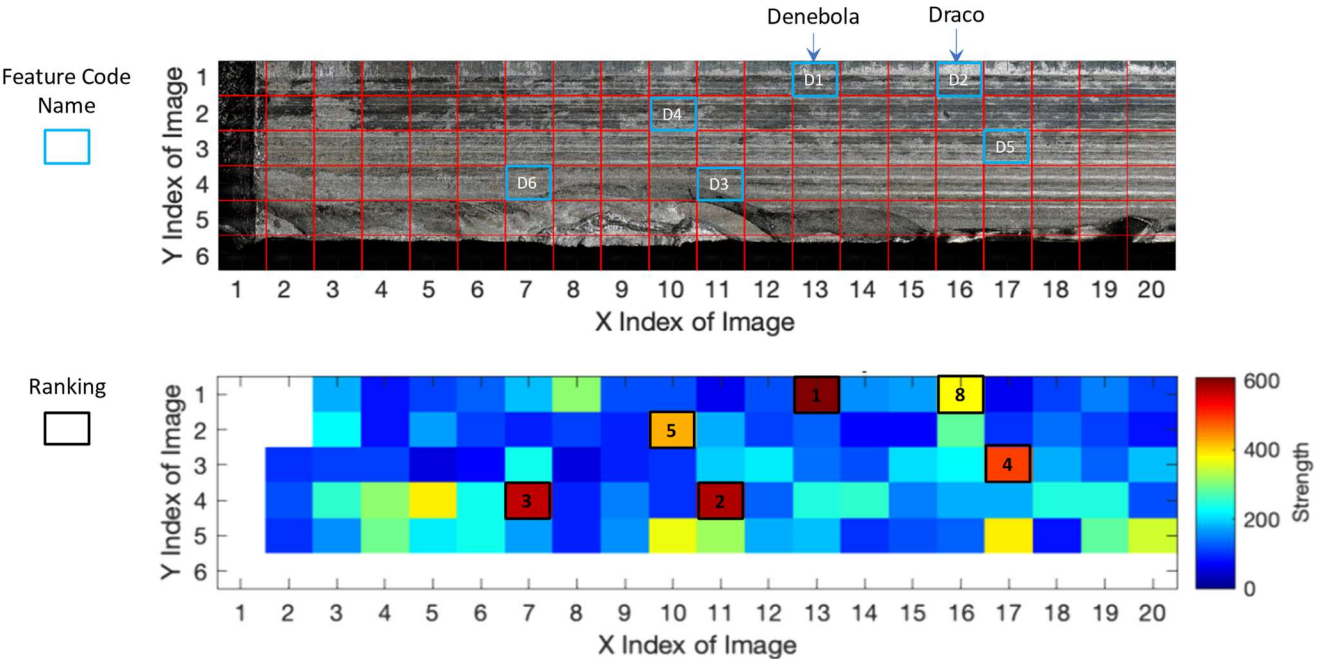 Denebola
Draco
Feature Code
Name
D1
D2
D4
D5
D6
D3
Y Index of Image
1
2
3
4
5
6
1 2 3 4 5 6 7 8 9 10 11 12 13 14 15 16 17 18 19 20
X Index of Image
Ranking
1
8
5
4
3
2
Y Index of Image
1
2
3
4
5
6
1 2 3 4 5 6 7 8 9 10 11 12 13 14 15 16 17 18 19 20
X Index of Image
600
400
200
0
Strength